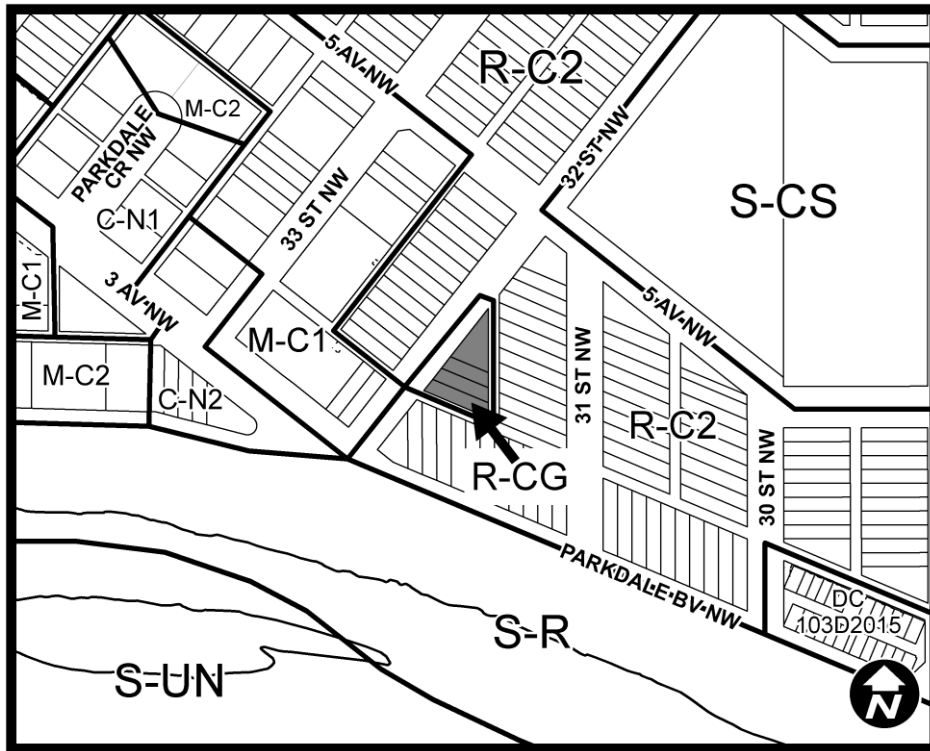 5 AV NW
R-C2
M-C2
PARKDALE
CR NW
32 ST NW
S-CS
C-N1
33 ST NW
M-C1
3 AV NW
5 AV NW
M-C1
M-C2
C-N2
31 ST NW
R-C2
R-CG
30 ST NW
PARKDALE BV NW
DC
103D2015
S-R
S-UN
N